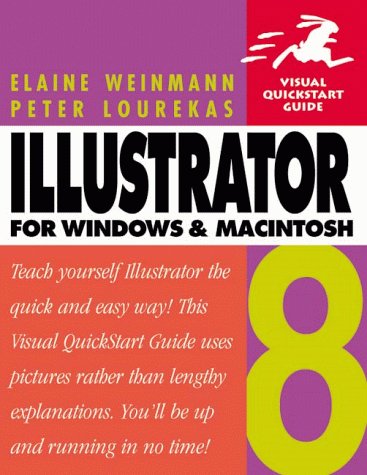 ELAINE WEINMANN
PETER LOUREKAS
VISUAL
QUICKSTART
GUIDE
ILLUSTRATOR
FOR WINDOWS & MACINTOSH
8
Teach yourself Illustrator the
quick and easy way! This
Visual QuickStart Guide uses
pictures rather than lengthy
explanations. You'll be up
and running in no time!